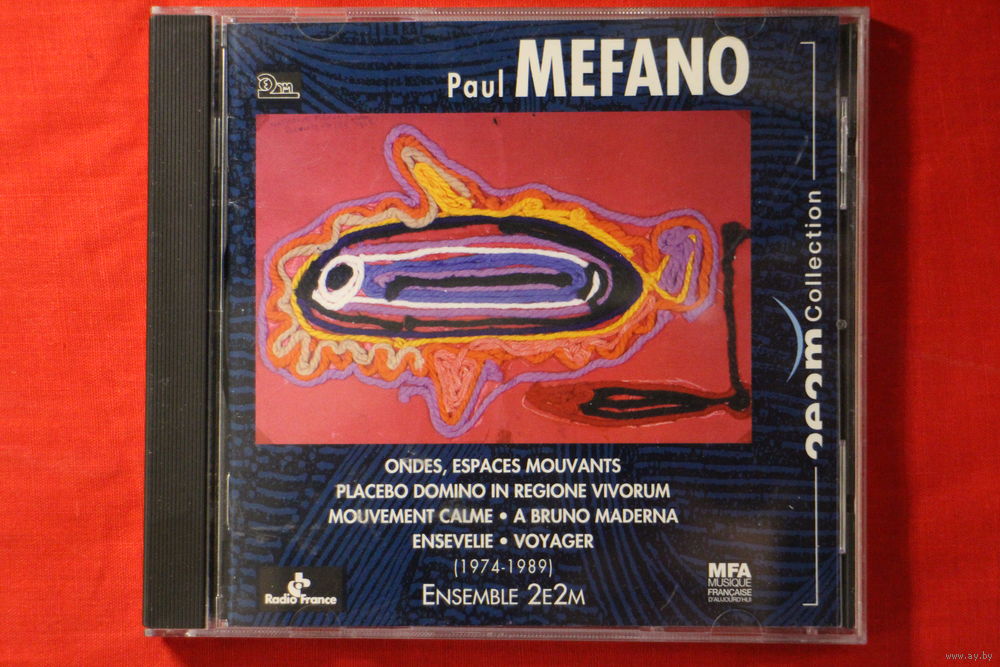 Paul MEFANO
2e2m Collection
ONDES, ESPACES MOUVANTS
PLACEBO DOMINO IN REGIONE VIVORUM
MOUVEMENT CALME • A BRUNO MADERNA
ENSEVELIE • VOYAGER
(1974-1989)
ENSEMBLE 2E2M
Radio France
MFA
MUSIQUE
FRANÇAISE
D'AUJOURD'HUI
www.ay.by